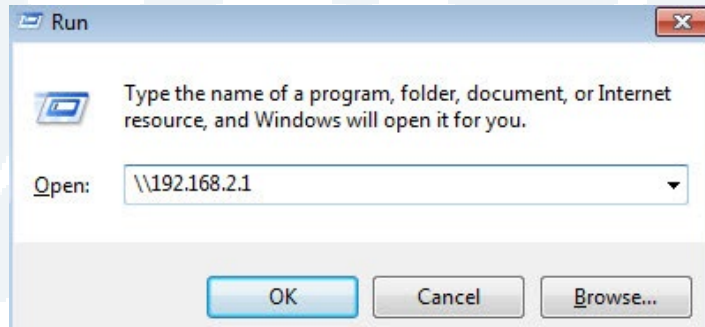 Run
Type the name of a program, folder, document, or Internet
resource, and Windows will open it for you.
Open: \\192.168.2.1
OK Cancel Browse...